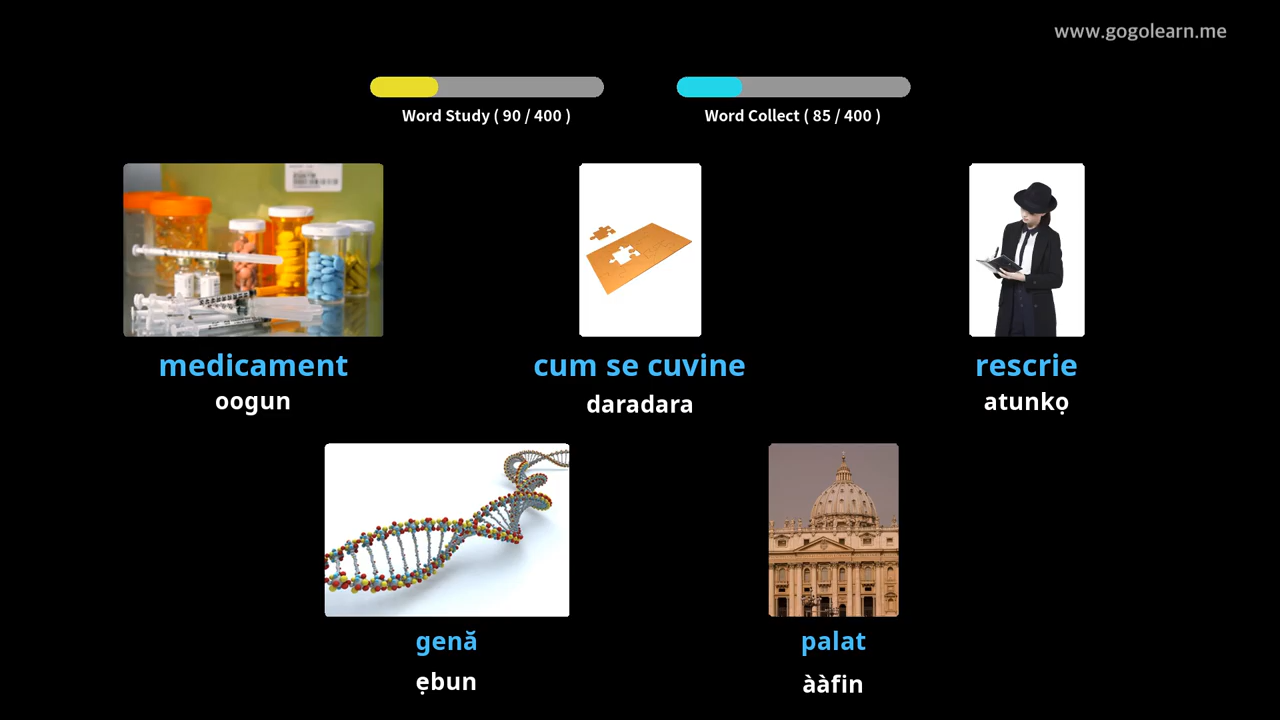 www.gogolearn.me
Word Study ( 90 / 400 )
Word Collect ( 85 / 400 )
medicament
oogun
cum se cuvine
daradara
rescrie
atunkọ
genă
ẹbun
palat
ààfin